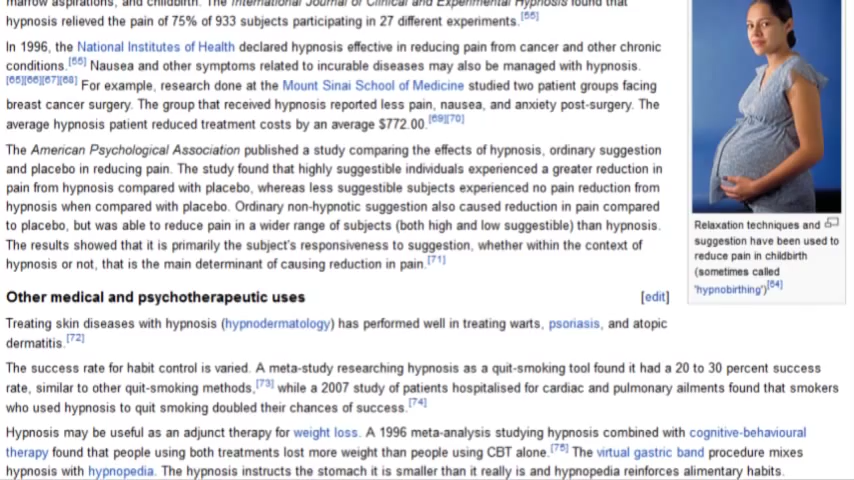 marrow aspirations, and childbirth. The International Journal of Clinical and Experimental Hypnosis found that
hypnosis relieved the pain of 75% of 933 subjects participating in 27 different experiments.[55]
In 1996, the National Institutes of Health declared hypnosis effective in reducing pain from cancer and other chronic
conditions.[55] Nausea and other symptoms related to incurable diseases may also be managed with hypnosis.
[65][66][67][68] For example, research done at the Mount Sinai School of Medicine studied two patient groups facing
breast cancer surgery. The group that received hypnosis reported less pain, nausea, and anxiety post-surgery. The
average hypnosis patient reduced treatment costs by an average $772.00.[69][70]
The American Psychological Association published a study comparing the effects of hypnosis, ordinary suggestion
and placebo in reducing pain. The study found that highly suggestible individuals experienced a greater reduction in
pain from hypnosis compared with placebo, whereas less suggestible subjects experienced no pain reduction from
hypnosis when compared with placebo. Ordinary non-hypnotic suggestion also caused reduction in pain compared
to placebo, but was able to reduce pain in a wider range of subjects (both high and low suggestible) than hypnosis.
The results showed that it is primarily the subject's responsiveness to suggestion, whether within the context of
hypnosis or not, that is the main determinant of causing reduction in pain.[71]
Relaxation techniques and
suggestion have been used to
reduce pain in childbirth
(sometimes called
'hypnobirthing')[64]
Other medical and psychotherapeutic uses [edit]
Treating skin diseases with hypnosis (hypnodermatology) has performed well in treating warts, psoriasis, and atopic
dermatitis.[72]
The success rate for habit control is varied. A meta-study researching hypnosis as a quit-smoking tool found it had a 20 to 30 percent success
rate, similar to other quit-smoking methods,[73] while a 2007 study of patients hospitalised for cardiac and pulmonary ailments found that smokers
who used hypnosis to quit smoking doubled their chances of success.[74]
Hypnosis may be useful as an adjunct therapy for weight loss. A 1996 meta-analysis studying hypnosis combined with cognitive-behavioural
therapy found that people using both treatments lost more weight than people using CBT alone.[75] The virtual gastric band procedure mixes
hypnosis with hypnopedia. The hypnosis instructs the stomach it is smaller than it really is and hypnopedia reinforces alimentary habits.